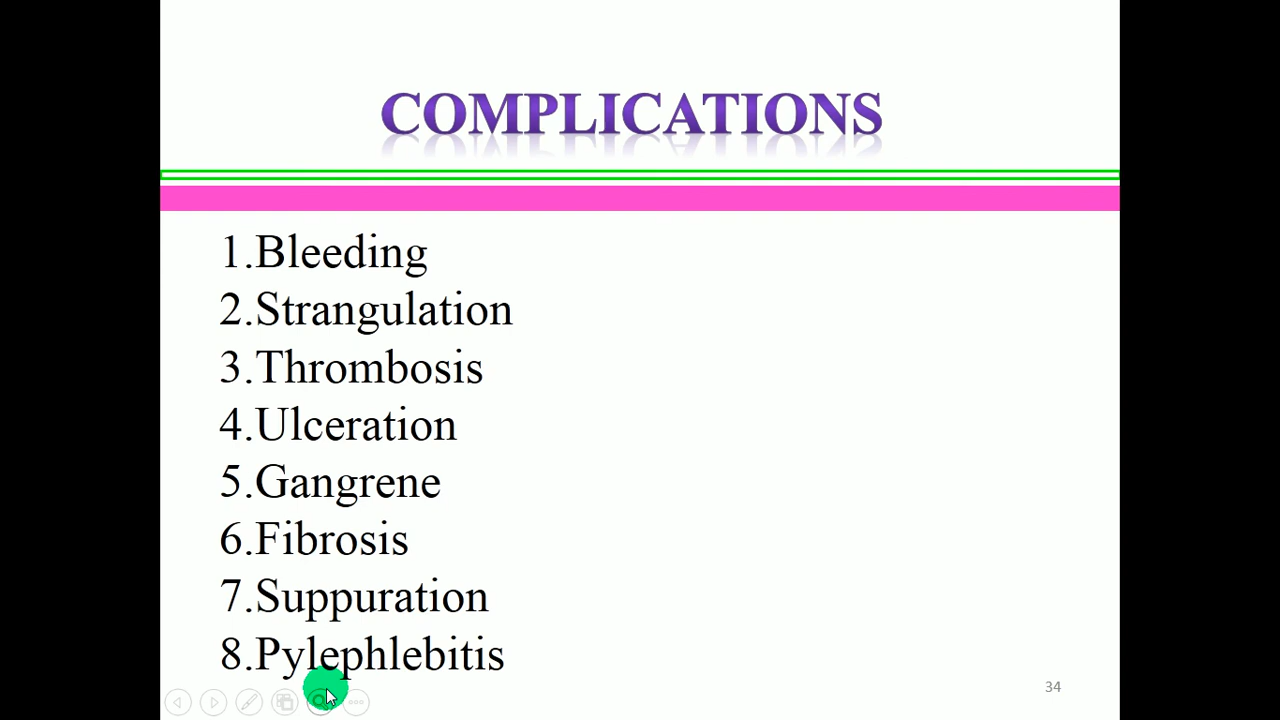 COMPLICATIONS
1.Bleeding
2.Strangulation
3.Thrombosis
4.Ulceration
5.Gangrene
6.Fibrosis
7.Suppuration
8.Pylephlebitis
34